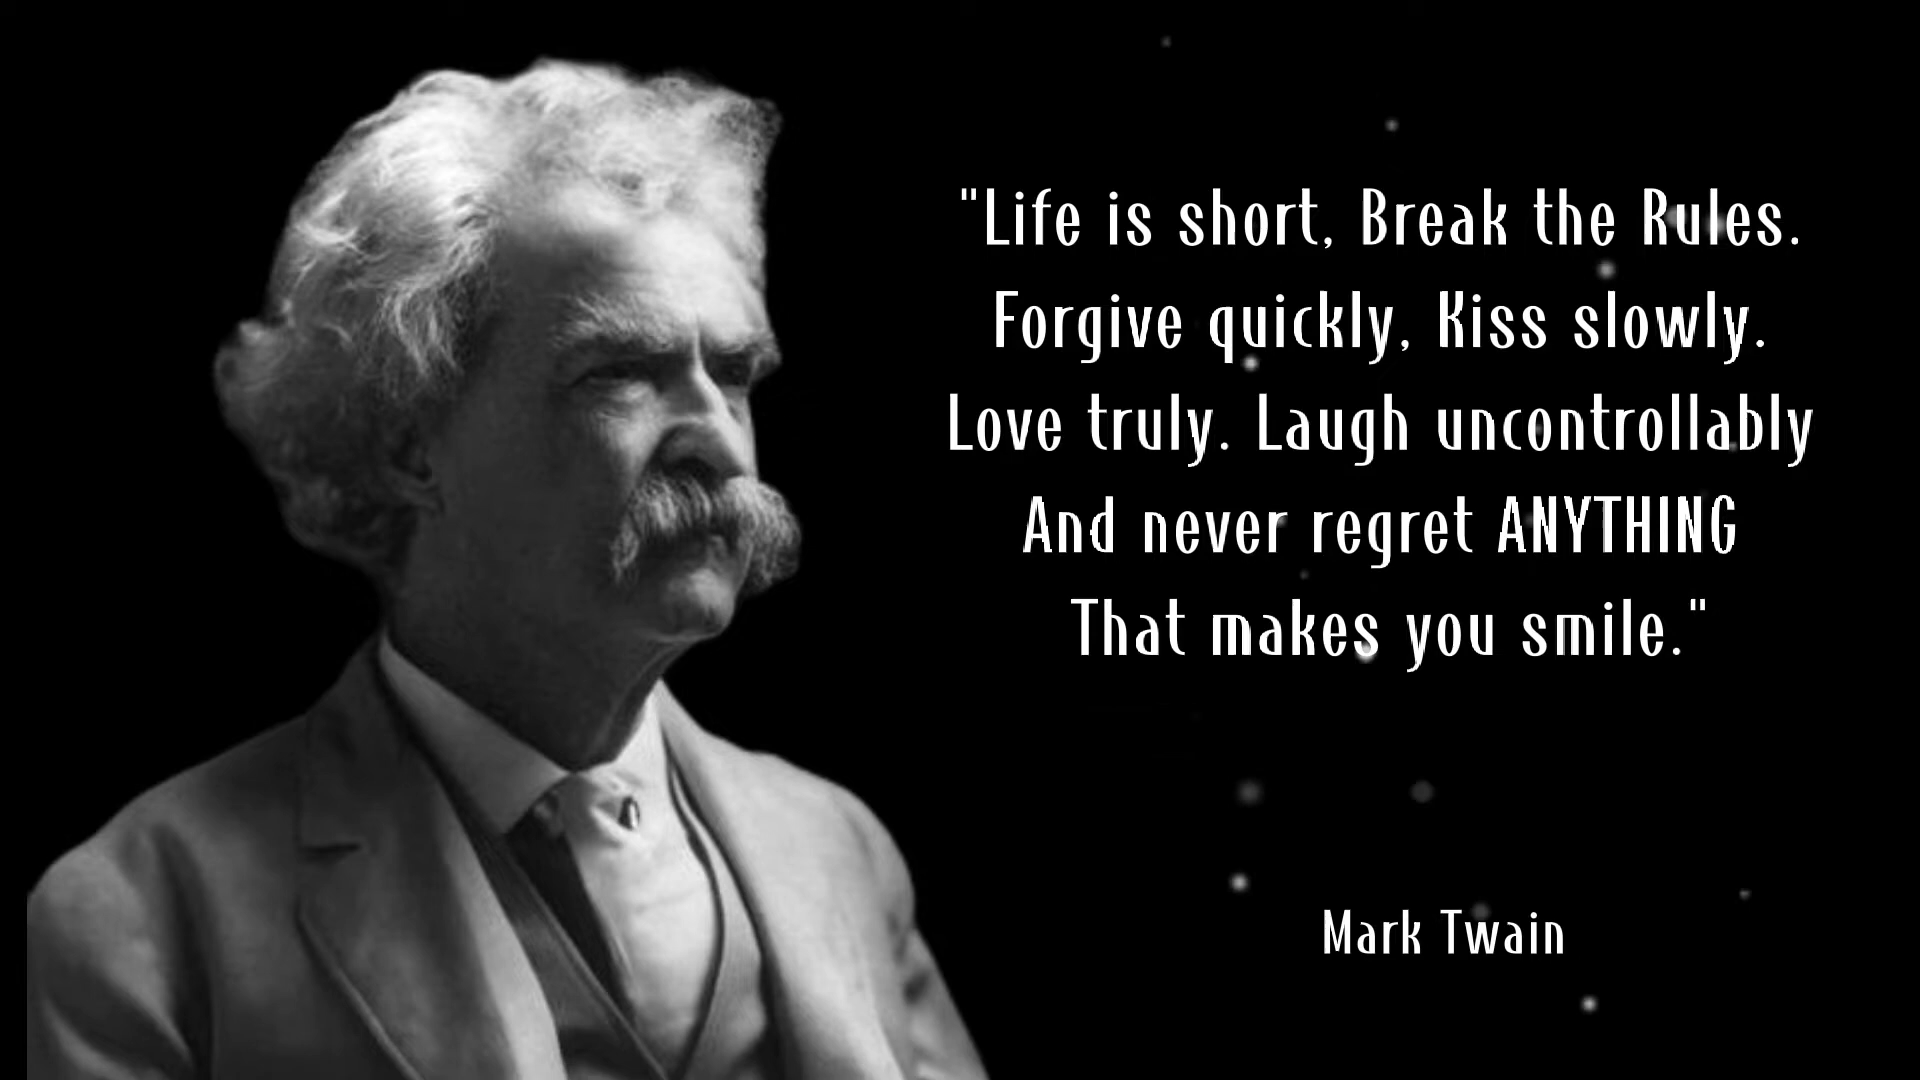 "Life is short, Break the Rules.
Forgive quickly, Kiss slowly.
Love truly. Laugh uncontrollably
And never regret ANYTHING
That makes you smile."
Mark Twain